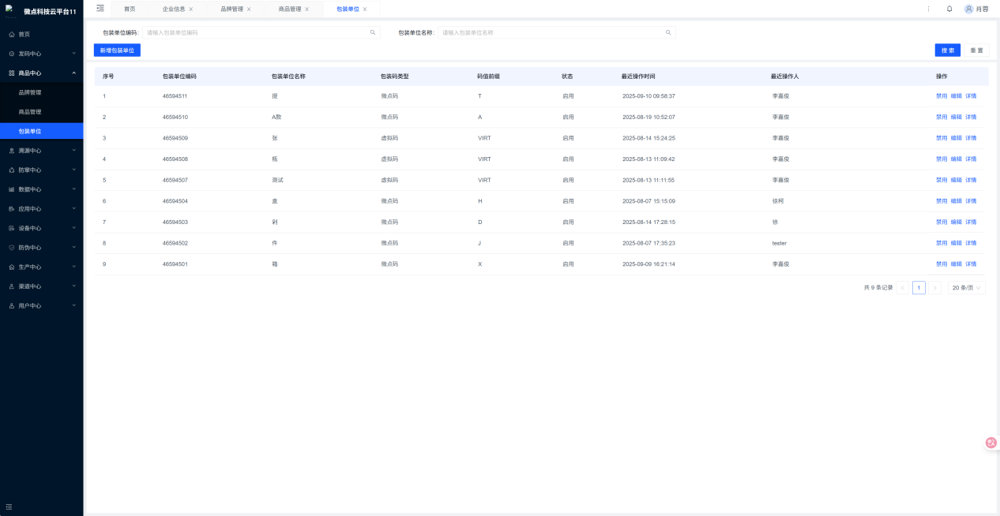 微点科技云平台11
首页 企业信息 品牌管理 商品管理 包装单位 肖蓉
首页
发码中心
商品中心
品牌管理
商品管理
包装单位
溯源中心
防窜中心
数据中心
应用中心
设备中心
防伪中心
生产中心
渠道中心
用户中心
包装单位编码: 请输入包装单位编码 包装单位名称: 请输入包装单位名称
新增包装单位 搜 索 重 置
序号 包装单位编码 包装单位名称 包装码类型 码值前缀 状态 最近操作时间 最近操作人 操作
1 46594511 提 微点码 T 启用 2025-09-10 09:58:37 李嘉俊 禁用 编辑 详情
2 46594510 A款 微点码 A 启用 2025-08-19 10:52:07 李嘉俊 禁用 编辑 详情
3 46594509 张 虚拟码 VIRT 启用 2025-08-14 15:24:25 李嘉俊 禁用 编辑 详情
4 46594508 瓶 虚拟码 VIRT 启用 2025-08-13 11:09:42 李嘉俊 禁用 编辑 详情
5 46594507 测试 虚拟码 VIRT 启用 2025-08-13 11:11:55 李嘉俊 禁用 编辑 详情
6 46594504 盒 微点码 H 启用 2025-08-07 15:15:09 徐柯 禁用 编辑 详情
7 46594503 剁 微点码 D 启用 2025-08-14 17:28:15 徐 禁用 编辑 详情
8 46594502 件 微点码 J 启用 2025-08-07 17:35:23 tester 禁用 编辑 详情
9 46594501 箱 微点码 X 启用 2025-09-09 16:21:14 李嘉俊 禁用 编辑 详情
共 9 条记录 1 20 条/页